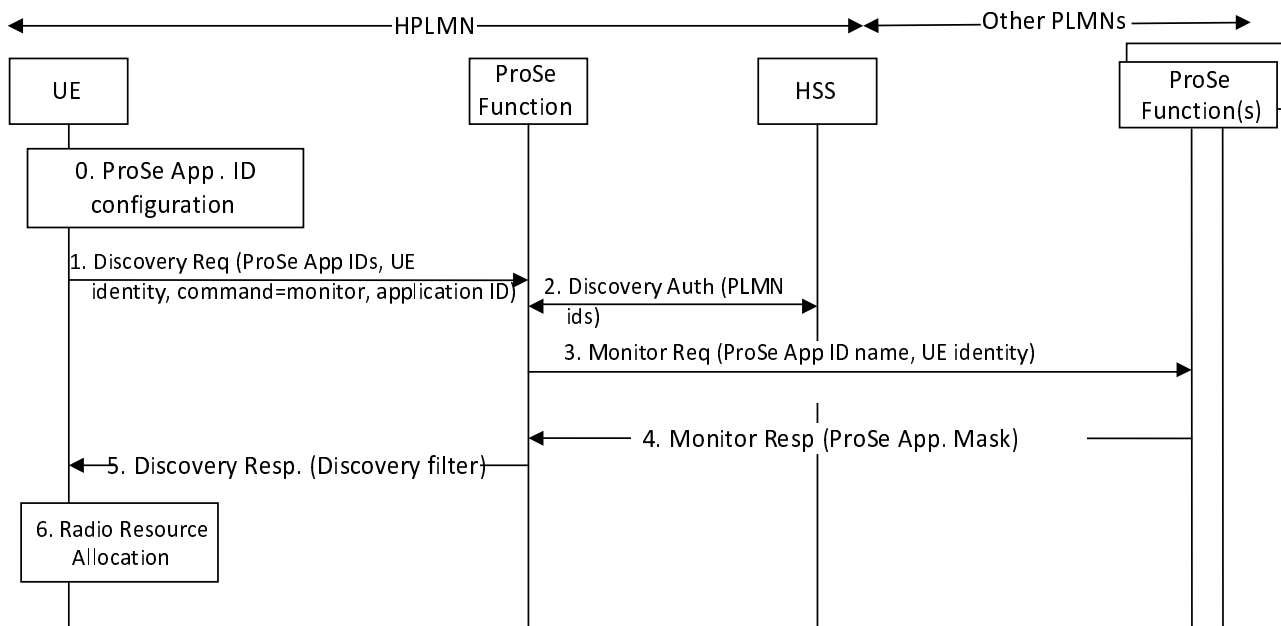 HPLMN
Other PLMNs
UE
ProSe
Function
HSS
ProSe
Function(s)
0. ProSe App . ID
configuration
1. Discovery Req (ProSe App IDs, UE
identity, command=monitor, application ID)
2. Discovery Auth (PLMN
ids)
3. Monitor Req (ProSe App ID name, UE identity)
4. Monitor Resp (ProSe App. Mask)
5. Discovery Resp. (Discovery filter)
6. Radio Resource
Allocation